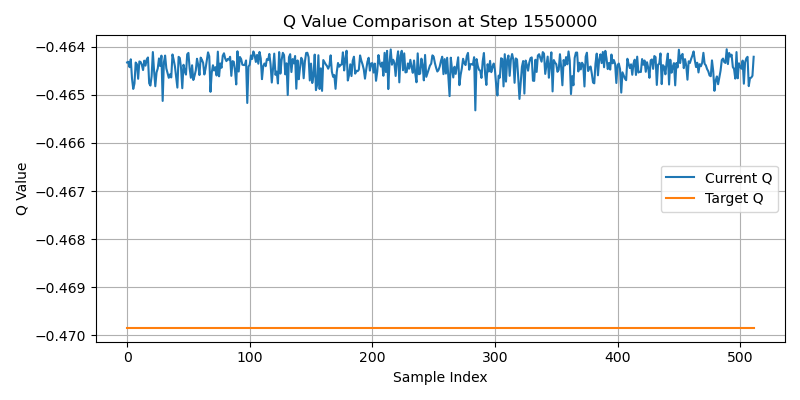 Q Value Comparison at Step 1550000
−0.464
−0.465
−0.466
−0.467
−0.468
−0.469
−0.470
Q Value
Current Q
Target Q
0 100 200 300 400 500
Sample Index